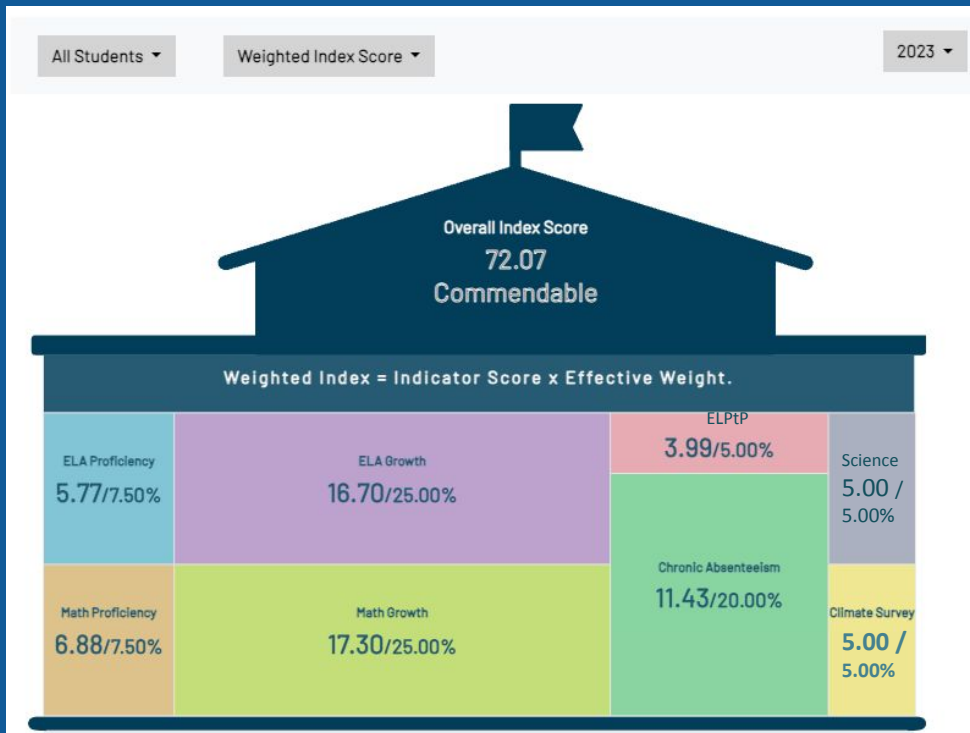 All Students
Weighted Index Score
2023
Overall Index Score
72.07
Commendable
Weighted Index = Indicator Score x Effective Weight.
ELA Proficiency
5.77/7.50%
ELA Growth
16.70/25.00%
ELPtP
3.99/5.00%
Science
5.00 /
5.00%
Math Proficiency
6.88/7.50%
Math Growth
17.30/25.00%
Chronic Absenteeism
11.43/20.00%
Climate Survey
5.00 /
5.00%